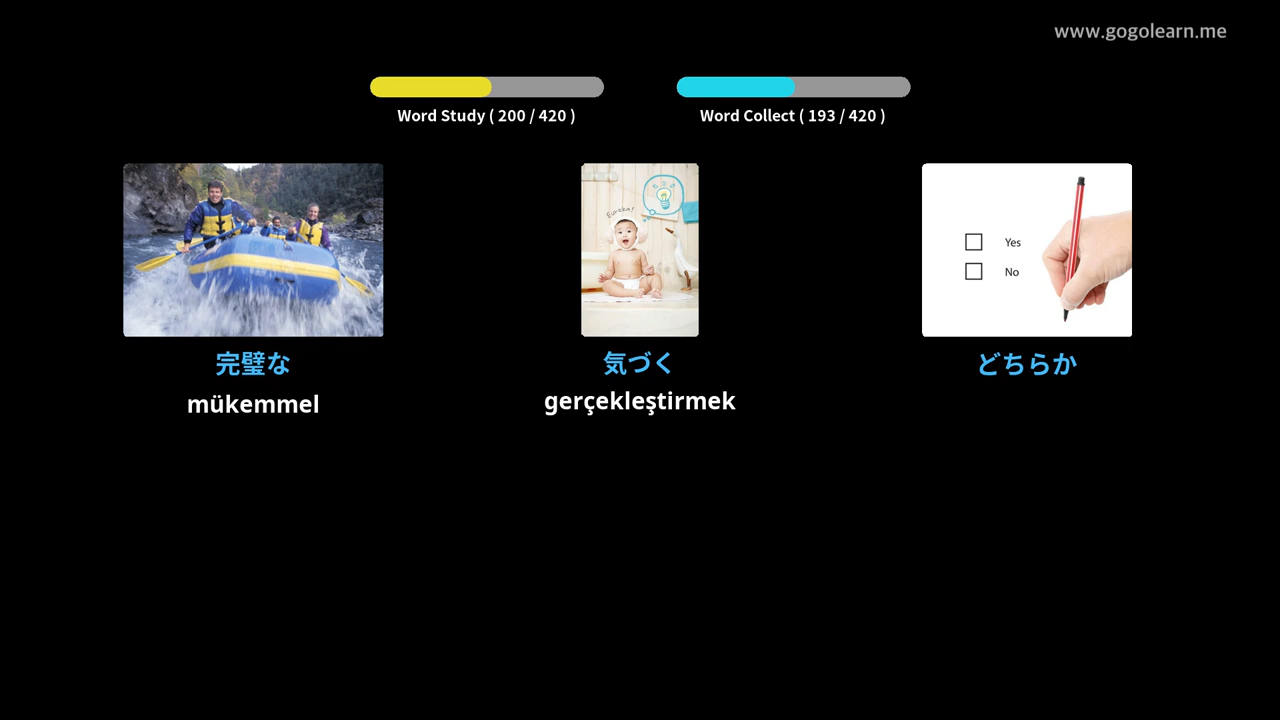 www.gogolearn.me
Word Study ( 200 / 420 )
Word Collect ( 193 / 420 )
Eureka!
Yes
No
完璧な
気づく
どちらか
mükemmel
gerçekleştirmek